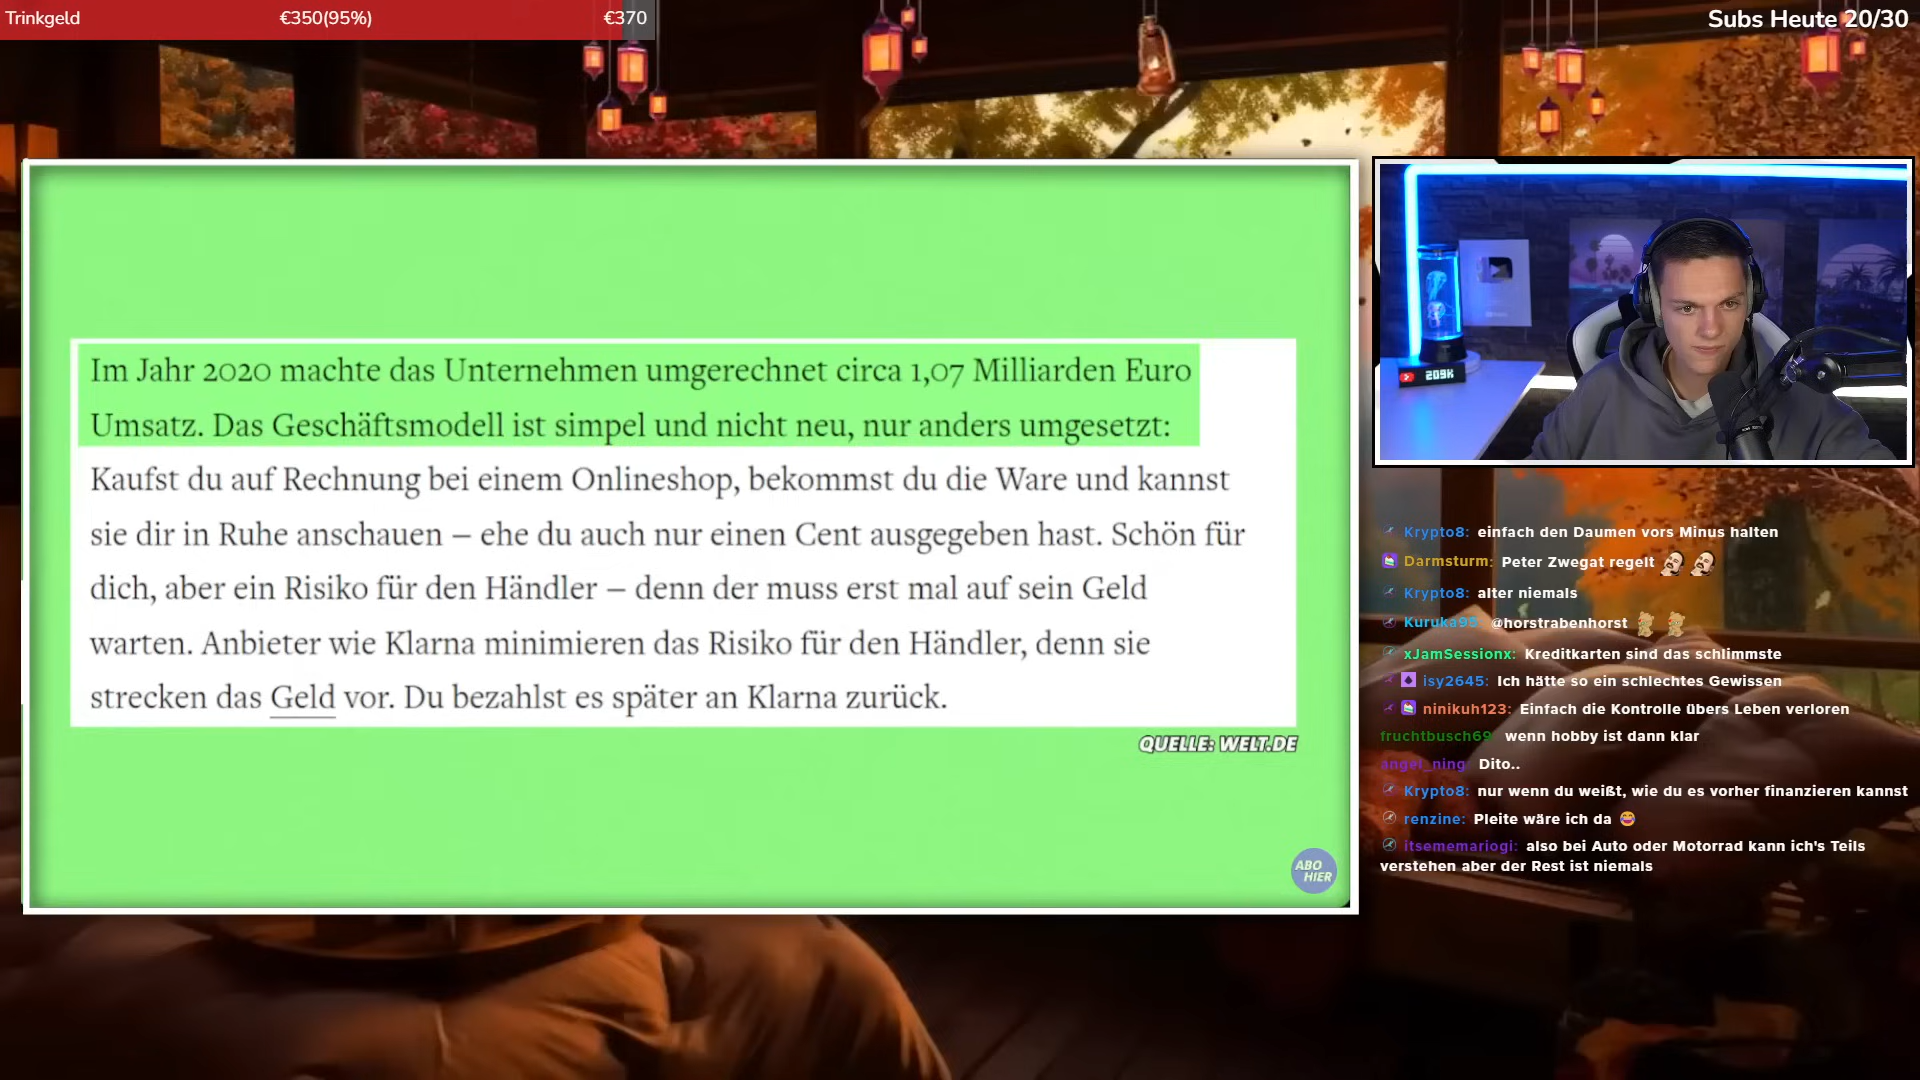 Trinkgeld €350(95%) €370
Subs Heute 20/30
Im Jahr 2020 machte das Unternehmen umgerechnet circa 1,07 Milliarden Euro
Umsatz. Das Geschäftsmodell ist simpel und nicht neu, nur anders umgesetzt:
Kaufst du auf Rechnung bei einem Onlineshop, bekommst du die Ware und kannst
sie dir in Ruhe anschauen – ehe du auch nur einen Cent ausgegeben hast. Schön für
dich, aber ein Risiko für den Händler – denn der muss erst mal auf sein Geld
warten. Anbieter wie Klarna minimieren das Risiko für den Händler, denn sie
strecken das Geld vor. Du bezahlst es später an Klarna zurück.
QUELLE: WELT.DE
ABO
HIER
209K
Krypto8: einfach den Daumen vors Minus halten
Darmsturm: Peter Zwegat regelt
Krypto8: alter niemals
@horstrabenhorst
xJamSessionx: Kreditkarten sind das schlimmste
isy2645: Ich hätte so ein schlechtes Gewissen
ninikuh123: Einfach die Kontrolle übers Leben verloren
fruchtbusch69 wenn hobby ist dann klar
angel_ning: Dito..
Krypto8: nur wenn du weißt, wie du es vorher finanzieren kannst
renzine: Pleite wäre ich da 😂
itsememariogi: also bei Auto oder Motorrad kann ich's Teils
verstehen aber der Rest ist niemals